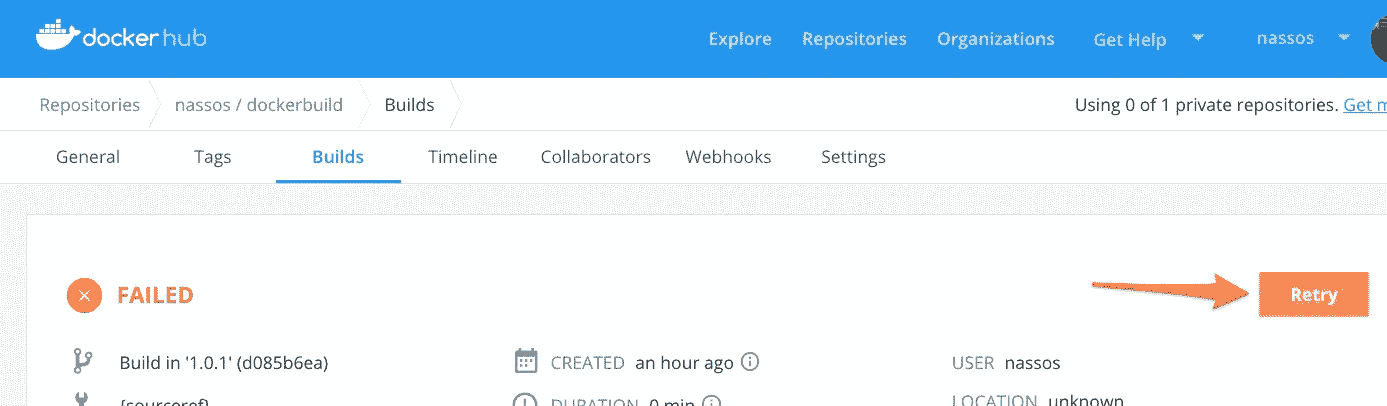 docker hub Explore Repositories Organizations Get Help nassos
Repositories nassos / dockerbuild Builds Using 0 of 1 private repositories. Get
General Tags Builds Timeline Collaborators Webhooks Settings
FAILED Retry
Build in '1.0.1' (d085b6ea) CREATED an hour ago USER nassos
{sourceref} DURATION 0 min LOCATION unknown